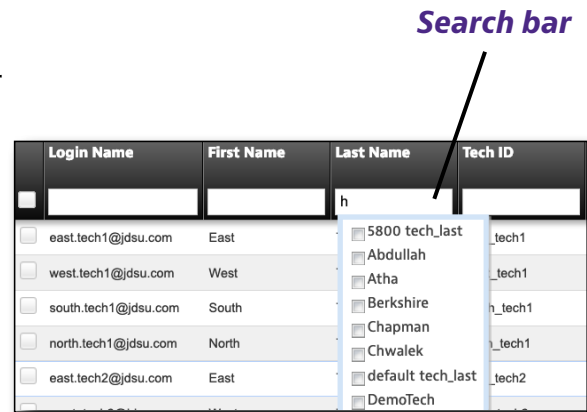 Search bar
Login Name First Name Last Name Tech ID
h
5800 tech_last
Abdullah
Atha
Berkshire
Chapman
Chwalek
default tech_last
DemoTech
east.tech1@jdsu.com East _tech1
west.tech1@jdsu.com West _tech1
south.tech1@jdsu.com South h_tech1
north.tech1@jdsu.com North _tech1
east.tech2@jdsu.com East _tech2